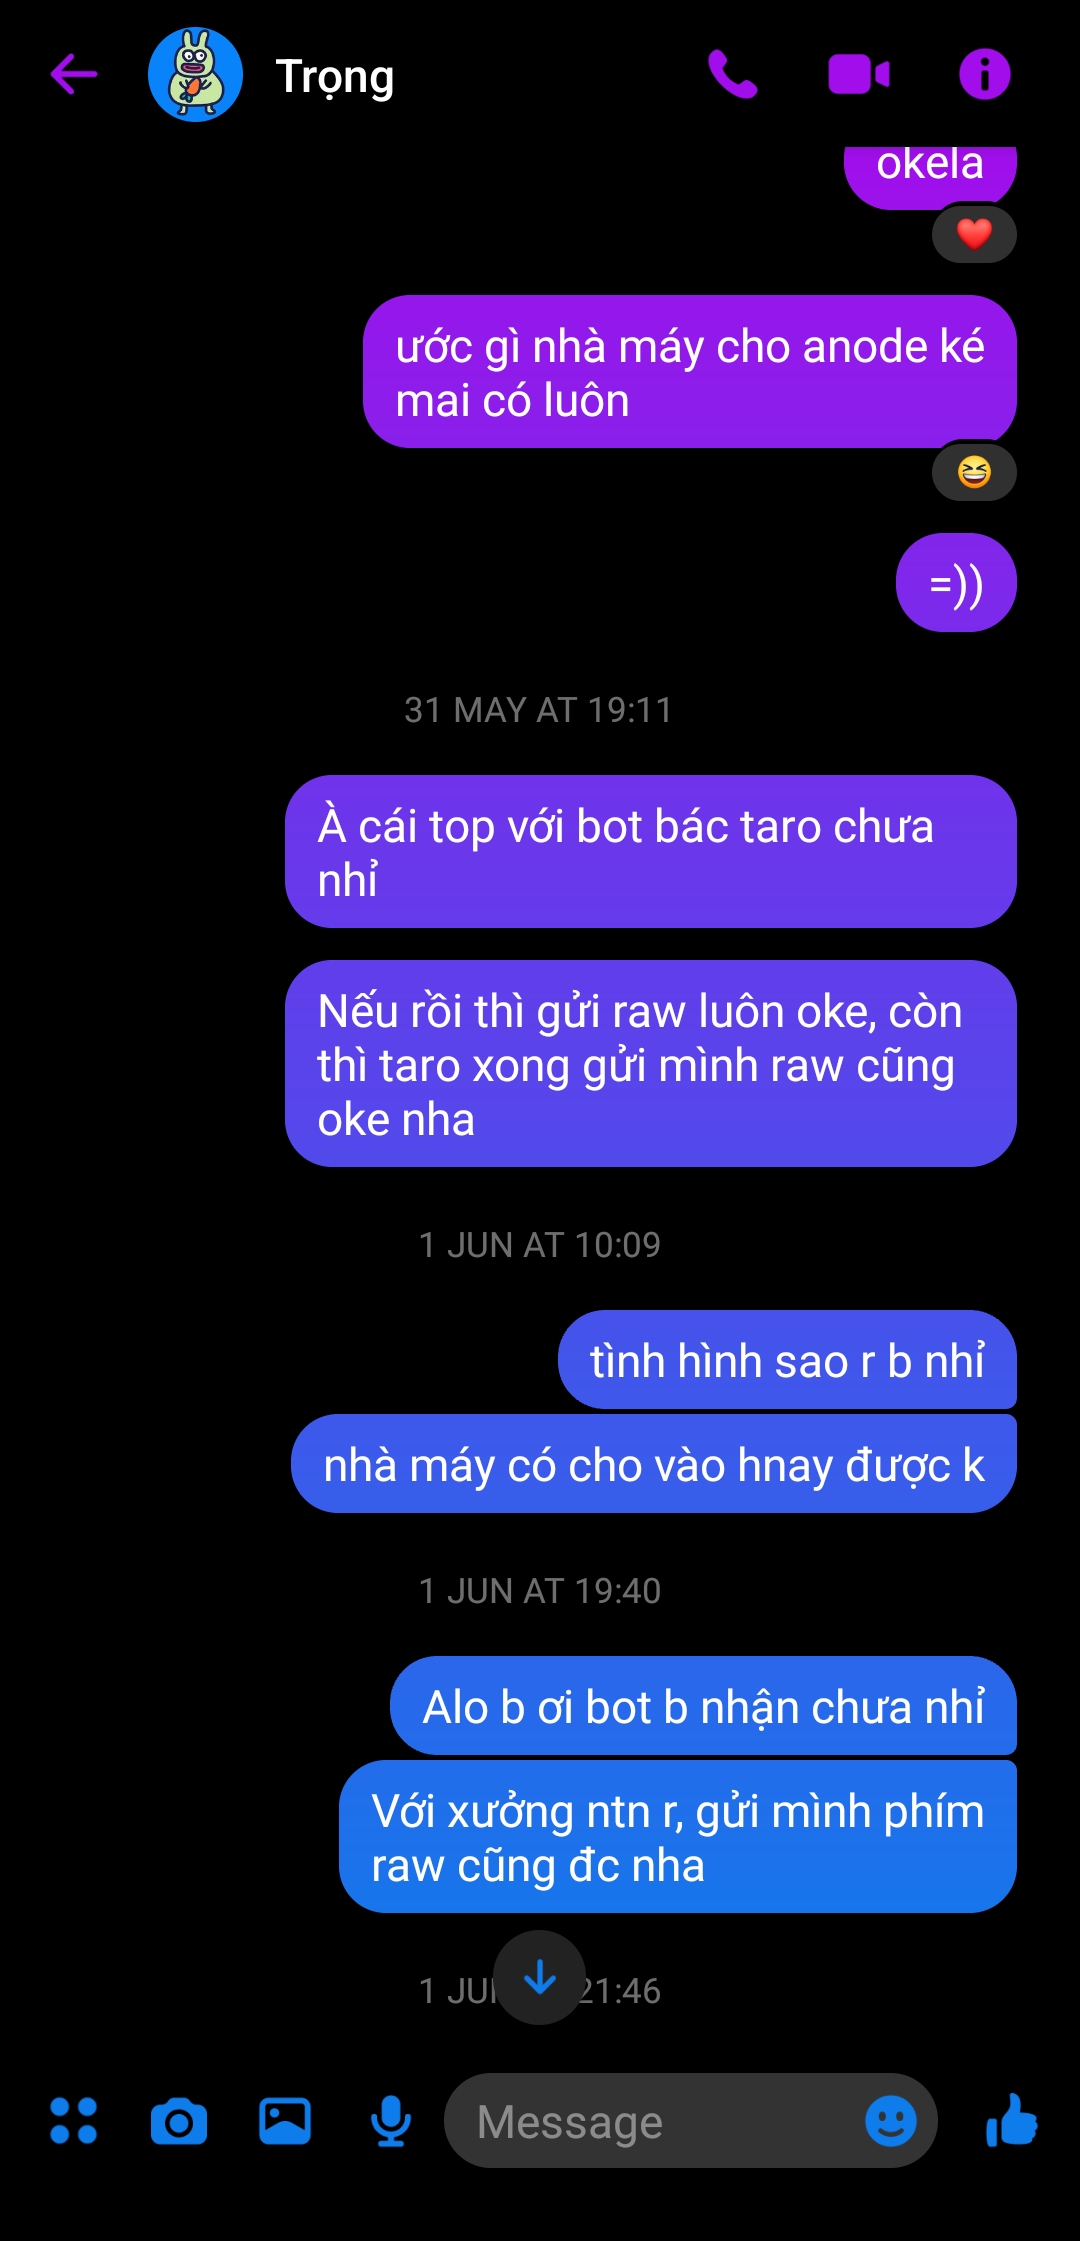 Trọng
okela
ước gì nhà máy cho anode ké
mai có luôn
=))
31 MAY AT 19:11
À cái top với bot bác taro chưa
nhỉ
Nếu rồi thì gửi raw luôn oke, còn
thì taro xong gửi mình raw cũng
oke nha
1 JUN AT 10:09
tình hình sao r b nhỉ
nhà máy có cho vào hnay được k
1 JUN AT 19:40
Alo b ơi bot b nhận chưa nhỉ
Với xưởng ntn r, gửi mình phím
raw cũng đc nha
1 21:46
Message